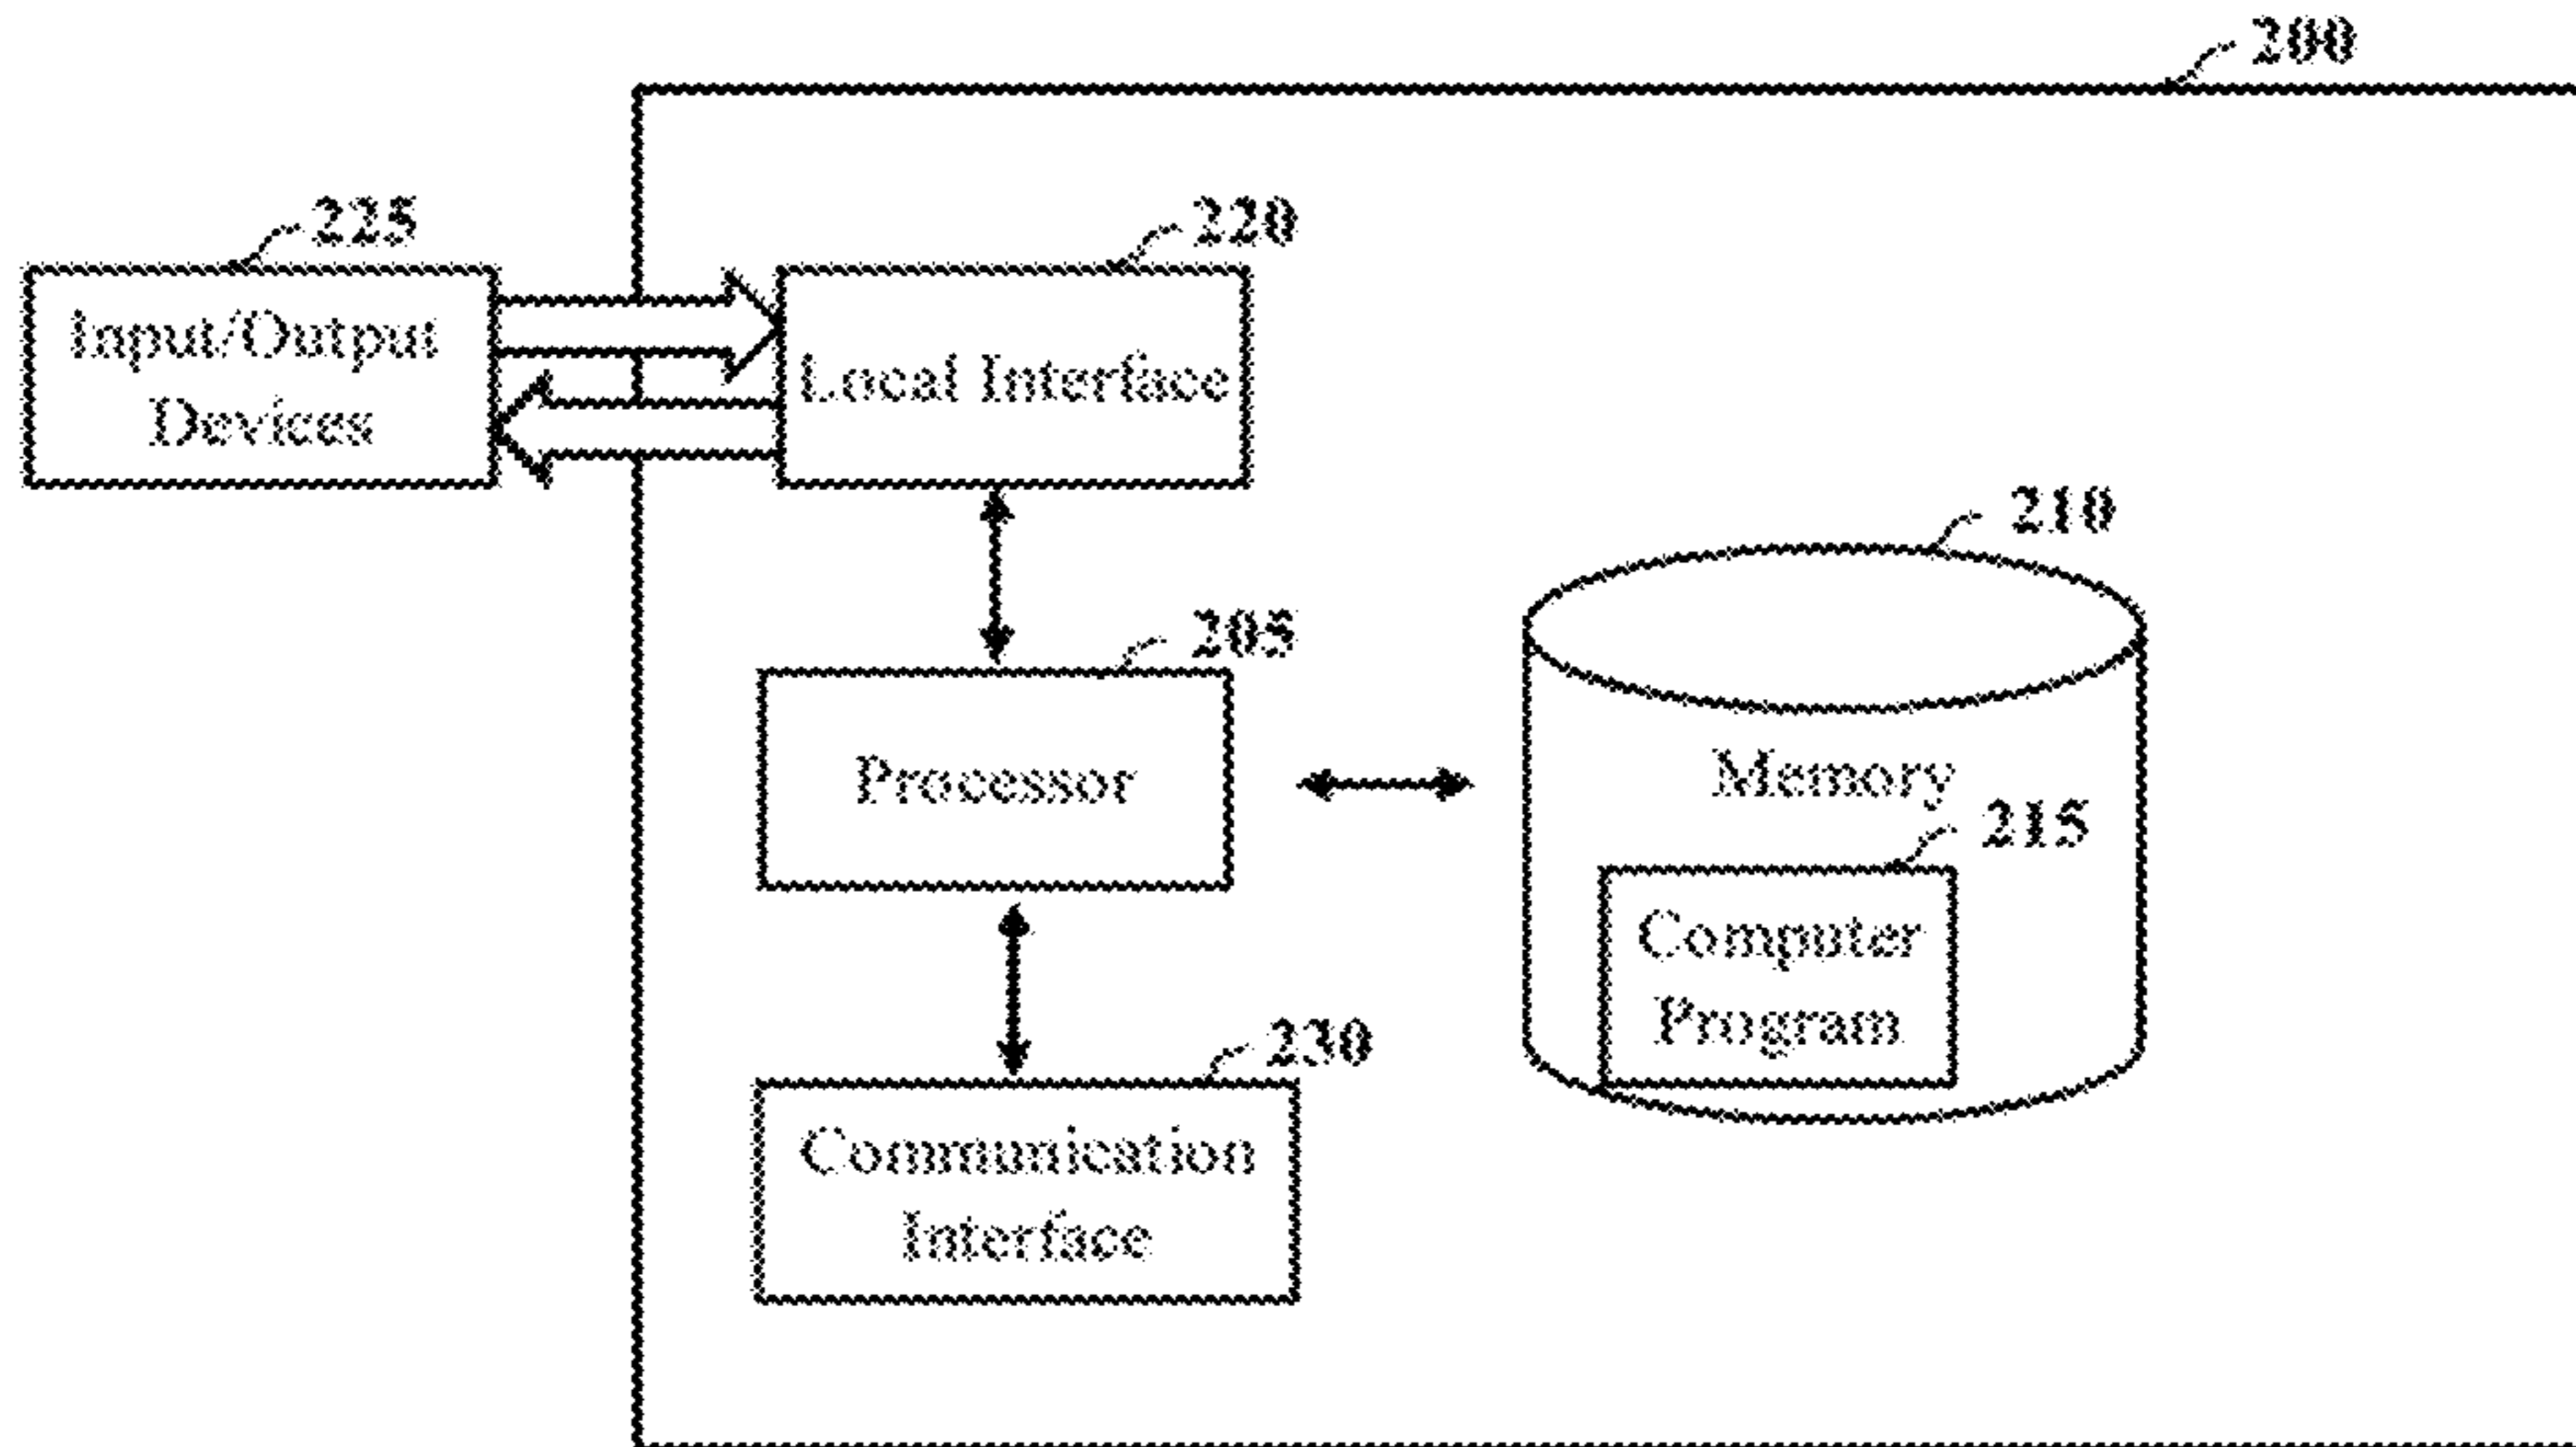 200
225
220
Input/Output
Devices
Local Interface
210
205
Processor
Memory
215
Computer
Program
230
Communication
Interface